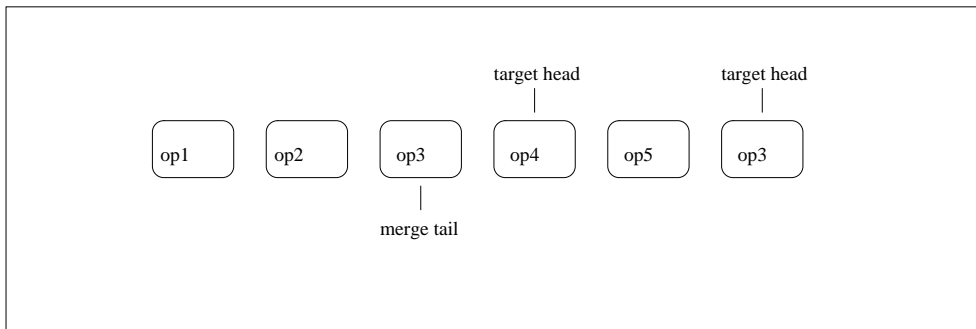 target head target head
op1 op2 op3 op4 op5 op3
merge tail